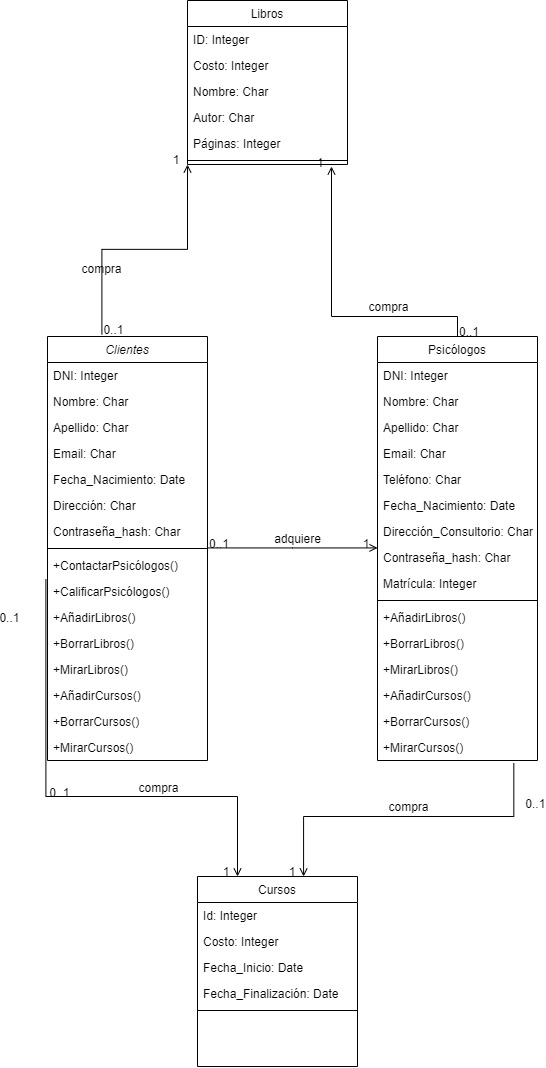 Libros
ID: Integer
Costo: Integer
Nombre: Char
Autor: Char
Páginas: Integer
1
1
compra
compra
0..1
0..1
Clientes
DNI: Integer
Nombre: Char
Apellido: Char
Email: Char
Fecha_Nacimiento: Date
Dirección: Char
Contraseña_hash: Char
+ContactarPsicólogos()
+CalificarPsicólogos()
+AñadirLibros()
+BorrarLibros()
+MirarLibros()
+AñadirCursos()
+BorrarCursos()
+MirarCursos()
0..1
adquiere
1
Psicólogos
DNI: Integer
Nombre: Char
Apellido: Char
Email: Char
Teléfono: Char
Fecha_Nacimiento: Date
Dirección_Consultorio: Char
Contraseña_hash: Char
Matrícula: Integer
+AñadirLibros()
+BorrarLibros()
+MirarLibros()
+AñadirCursos()
+BorrarCursos()
+MirarCursos()
0..1
0..1
compra
compra
0..1
1
1
Cursos
Id: Integer
Costo: Integer
Fecha_Inicio: Date
Fecha_Finalización: Date